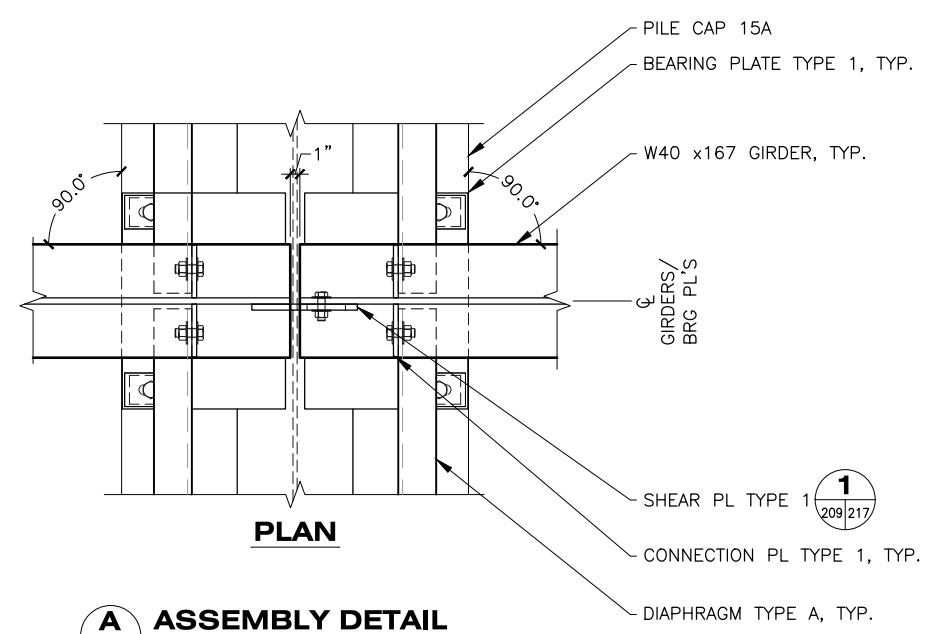 PILE CAP 15A
BEARING PLATE TYPE 1, TYP.
1"
W40 x167 GIRDER, TYP.
90.0°
90.0°
℄
GIRDERS/
BRG PL'S
SHEAR PL TYPE 1
1
209 217
PLAN
CONNECTION PL TYPE 1, TYP.
DIAPHRAGM TYPE A, TYP.
A
ASSEMBLY DETAIL